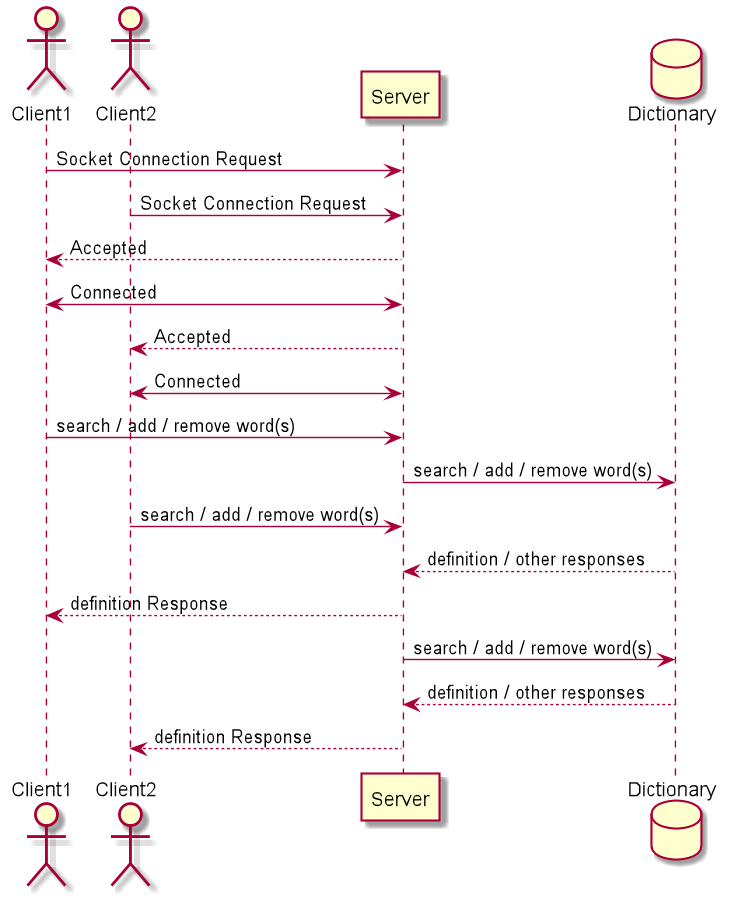 Client1
Client2
Server
Dictionary
Socket Connection Request
Socket Connection Request
Accepted
Connected
Accepted
Connected
search / add / remove word(s)
search / add / remove word(s)
search / add / remove word(s)
definition / other responses
definition Response
search / add / remove word(s)
definition / other responses
definition Response
Client1
Client2
Server
Dictionary